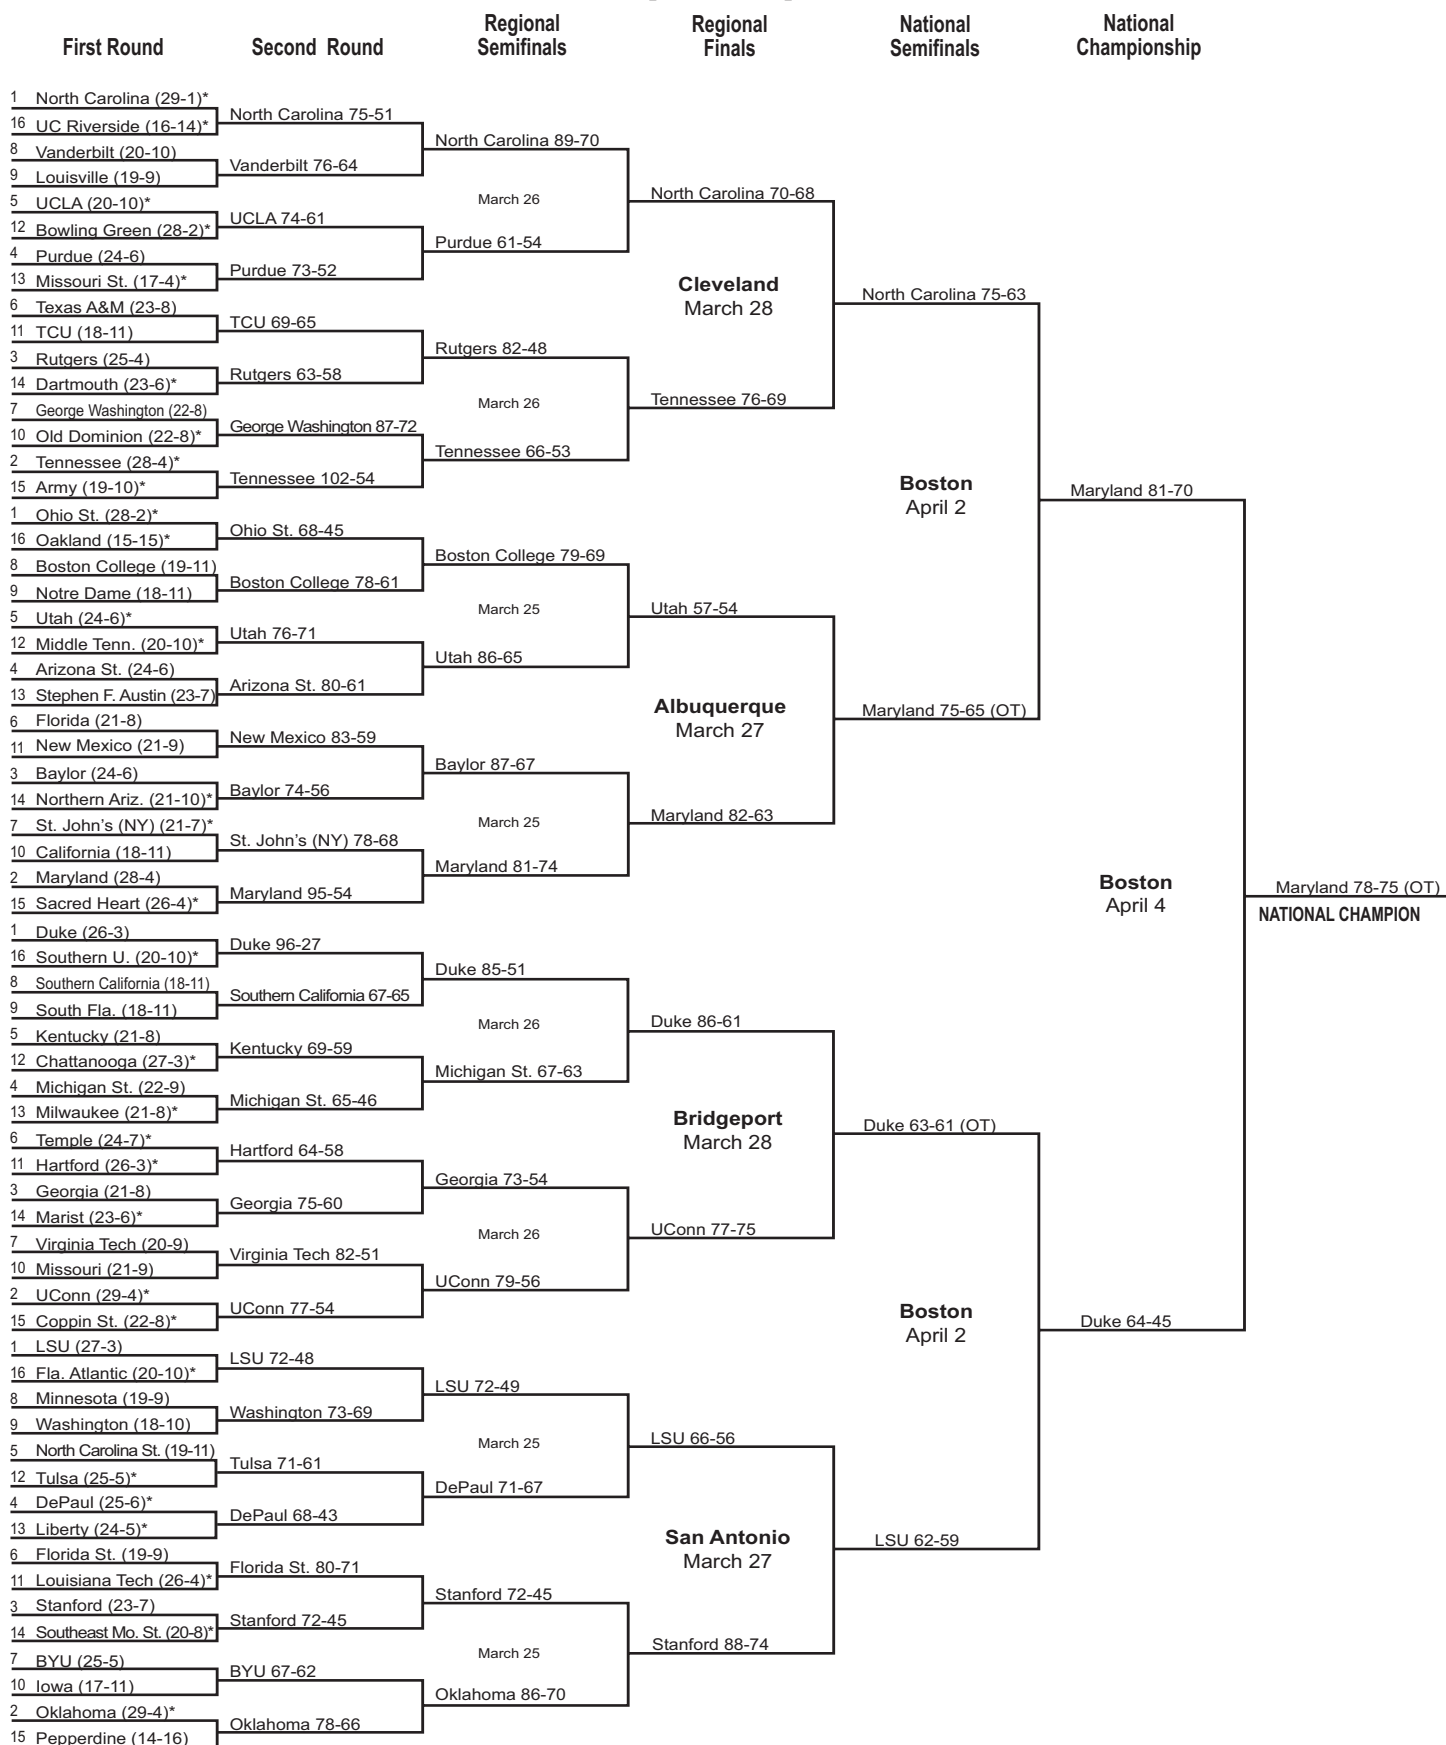 First Round
Second Round
Regional
Semifinals
Regional
Finals
National
Semifinals
National
Championship
1 North Carolina (29-1)*
16 UC Riverside (16-14)*
8 Vanderbilt (20-10)
9 Louisville (19-9)
5 UCLA (20-10)*
12 Bowling Green (28-2)*
4 Purdue (24-6)
13 Missouri St. (17-4)*
6 Texas A&M (23-8)
11 TCU (18-11)
3 Rutgers (25-4)
14 Dartmouth (23-6)*
7 George Washington (22-8)
10 Old Dominion (22-8)*
2 Tennessee (28-4)*
15 Army (19-10)*
1 Ohio St. (28-2)*
16 Oakland (15-15)*
8 Boston College (19-11)
9 Notre Dame (18-11)
5 Utah (24-6)*
12 Middle Tenn. (20-10)*
4 Arizona St. (24-6)
13 Stephen F. Austin (23-7)
6 Florida (21-8)
11 New Mexico (21-9)
3 Baylor (24-6)
14 Northern Ariz. (21-10)*
7 St. John's (NY) (21-7)*
10 California (18-11)
2 Maryland (28-4)
15 Sacred Heart (26-4)*
1 Duke (26-3)
16 Southern U. (20-10)*
8 Southern California (18-11)
9 South Fla. (18-11)
5 Kentucky (21-8)
12 Chattanooga (27-3)*
4 Michigan St. (22-9)
13 Milwaukee (21-8)*
6 Temple (24-7)*
11 Hartford (26-3)*
3 Georgia (21-8)
14 Marist (23-6)*
7 Virginia Tech (20-9)
10 Missouri (21-9)
2 UConn (29-4)*
15 Coppin St. (22-8)*
1 LSU (27-3)
16 Fla. Atlantic (20-10)*
8 Minnesota (19-9)
9 Washington (18-10)
5 North Carolina St. (19-11)
12 Tulsa (25-5)*
4 DePaul (25-6)*
13 Liberty (24-5)*
6 Florida St. (19-9)
11 Louisiana Tech (26-4)*
3 Stanford (23-7)
14 Southeast Mo. St. (20-8)*
7 BYU (25-5)
10 Iowa (17-11)
2 Oklahoma (29-4)*
15 Pepperdine (14-16)
North Carolina 75-51
Vanderbilt 76-64
UCLA 74-61
Purdue 73-52
TCU 69-65
Rutgers 63-58
George Washington 87-72
Tennessee 102-54
Ohio St. 68-45
Boston College 78-61
Utah 76-71
Arizona St. 80-61
New Mexico 83-59
Baylor 74-56
St. John's (NY) 78-68
Maryland 95-54
Duke 96-27
Southern California 67-65
Kentucky 69-59
Michigan St. 65-46
Hartford 64-58
Georgia 75-60
Virginia Tech 82-51
UConn 77-54
LSU 72-48
Washington 73-69
Tulsa 71-61
DePaul 68-43
Florida St. 80-71
Stanford 72-45
BYU 67-62
Oklahoma 78-66
North Carolina 89-70
March 26
Purdue 61-54
Rutgers 82-48
March 26
Tennessee 66-53
Boston College 79-69
March 25
Utah 86-65
Baylor 87-67
March 25
Maryland 81-74
Duke 85-51
March 26
Michigan St. 67-63
Georgia 73-54
March 26
UConn 79-56
LSU 72-49
March 25
DePaul 71-67
Stanford 72-45
March 25
Oklahoma 86-70
North Carolina 70-68
Cleveland
March 28
Tennessee 76-69
Utah 57-54
Albuquerque
March 27
Maryland 82-63
Duke 86-61
Bridgeport
March 28
UConn 77-75
LSU 66-56
San Antonio
March 27
Stanford 88-74
North Carolina 75-63
Boston
April 2
Maryland 75-65 (OT)
Duke 63-61 (OT)
Boston
April 2
LSU 62-59
Maryland 81-70
Boston
April 4
Duke 64-45
Maryland 78-75 (OT)
NATIONAL CHAMPION